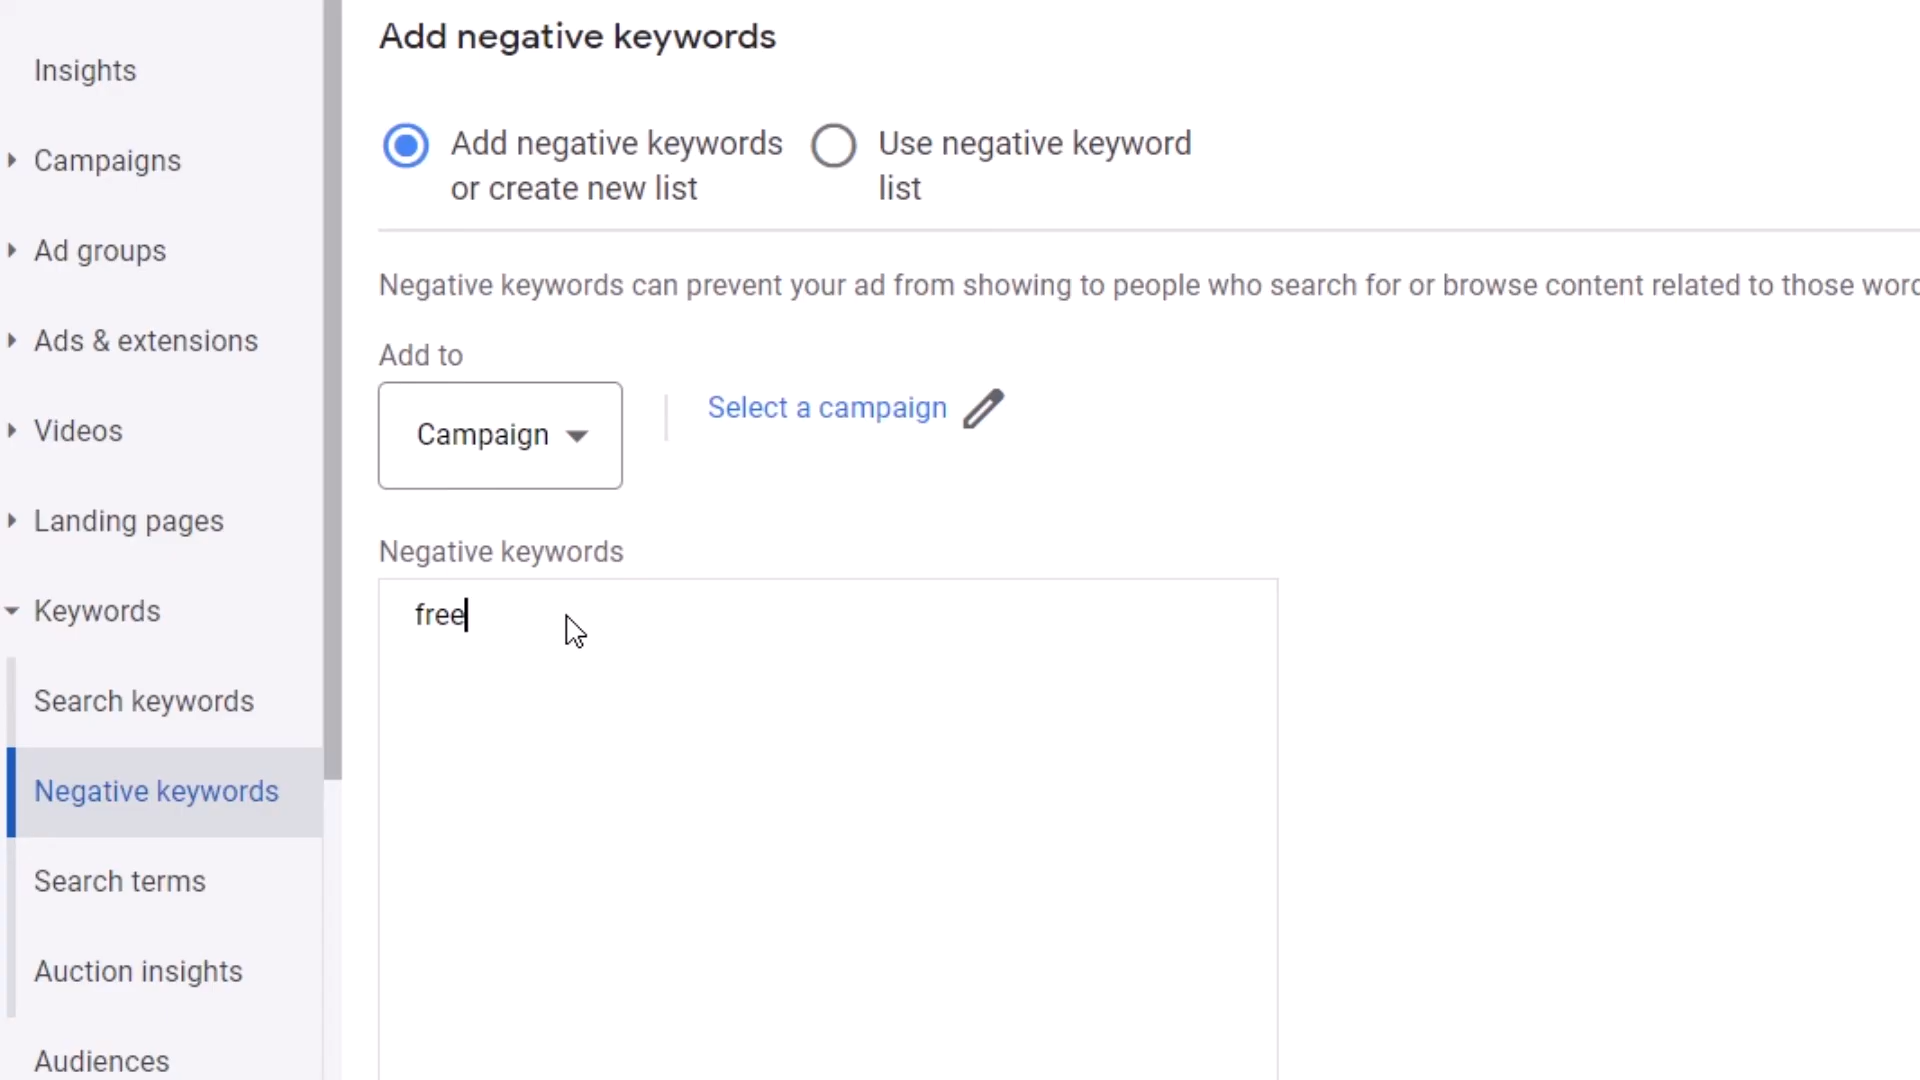 Insights
Campaigns
Ad groups
Ads & extensions
Videos
Landing pages
Keywords
Search keywords
Negative keywords
Search terms
Auction insights
Audiences
Add negative keywords
Add negative keywords
or create new list
Use negative keyword
list
Negative keywords can prevent your ad from showing to people who search for or browse content related to those
Add to
Campaign
Select a campaign
Negative keywords
free